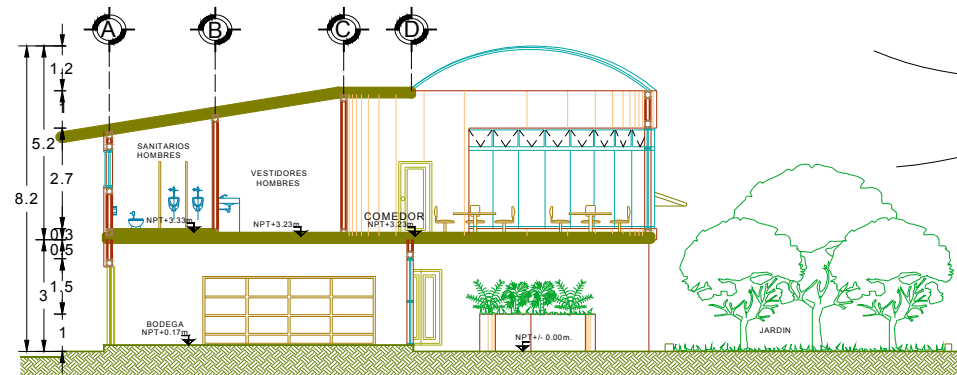 A B C D
1.2
1
5.2
SANITARIOS
HOMBRES
VESTIDORES
HOMBRES
2.7
8.2
COMEDOR
NPT+3.33m
NPT+3.23m
NPT+3.23m
0.3
0.5
1.5
3
BODEGA
NPT+0.17m
1
NPT+/- 0.00m.
JARDIN